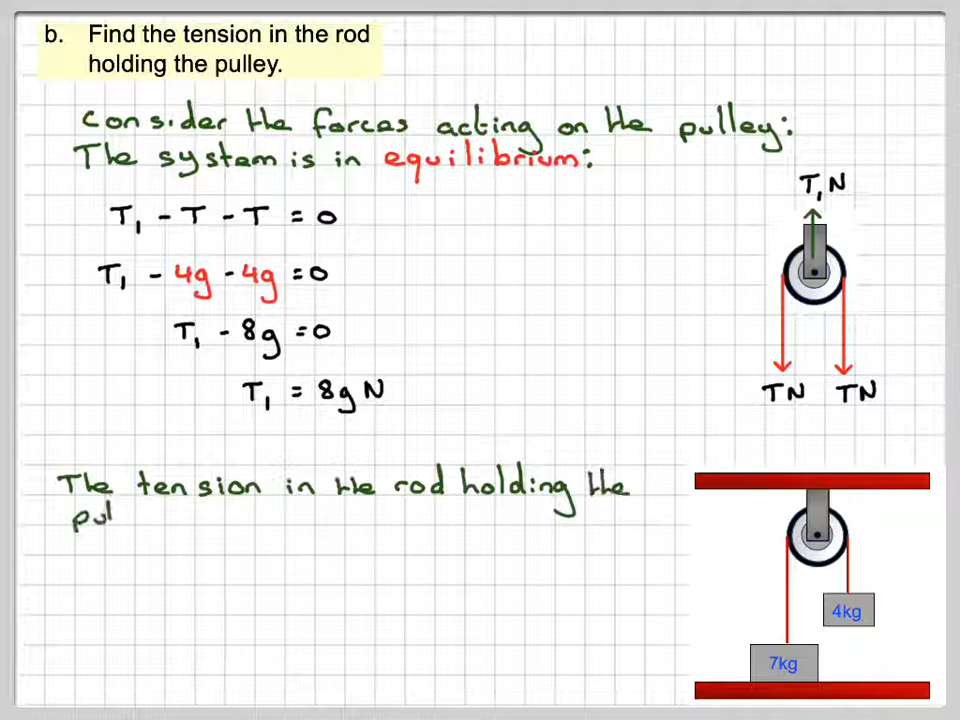 b. Find the tension in the rod
holding the pulley.
Consider the forces acting on the pulley:
The system is in equilibrium:
T₁ - T - T = 0
T₁ - 4g - 4g = 0
T₁ - 8g = 0
T₁ = 8g N
T₁ N
TN TN
The tension in the rod holding the
pul
4kg
7kg